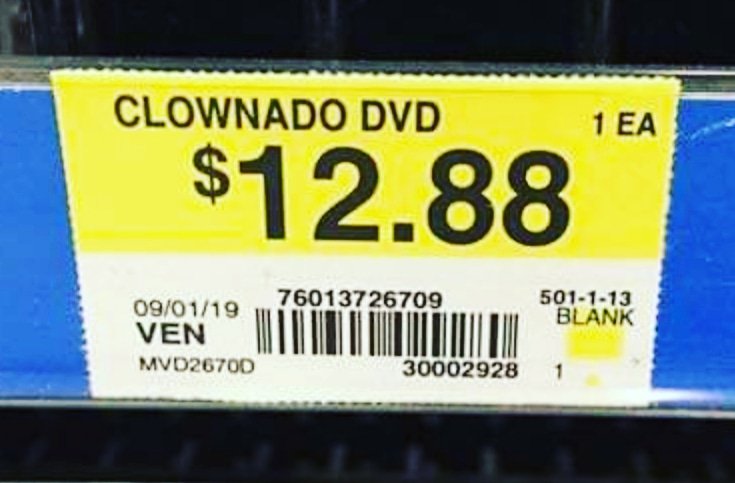 CLOWNADO DVD
1 EA
$12.88
76013726709
09/01/19
VEN
MVD2670D
30002928
501-1-13
BLANK
1